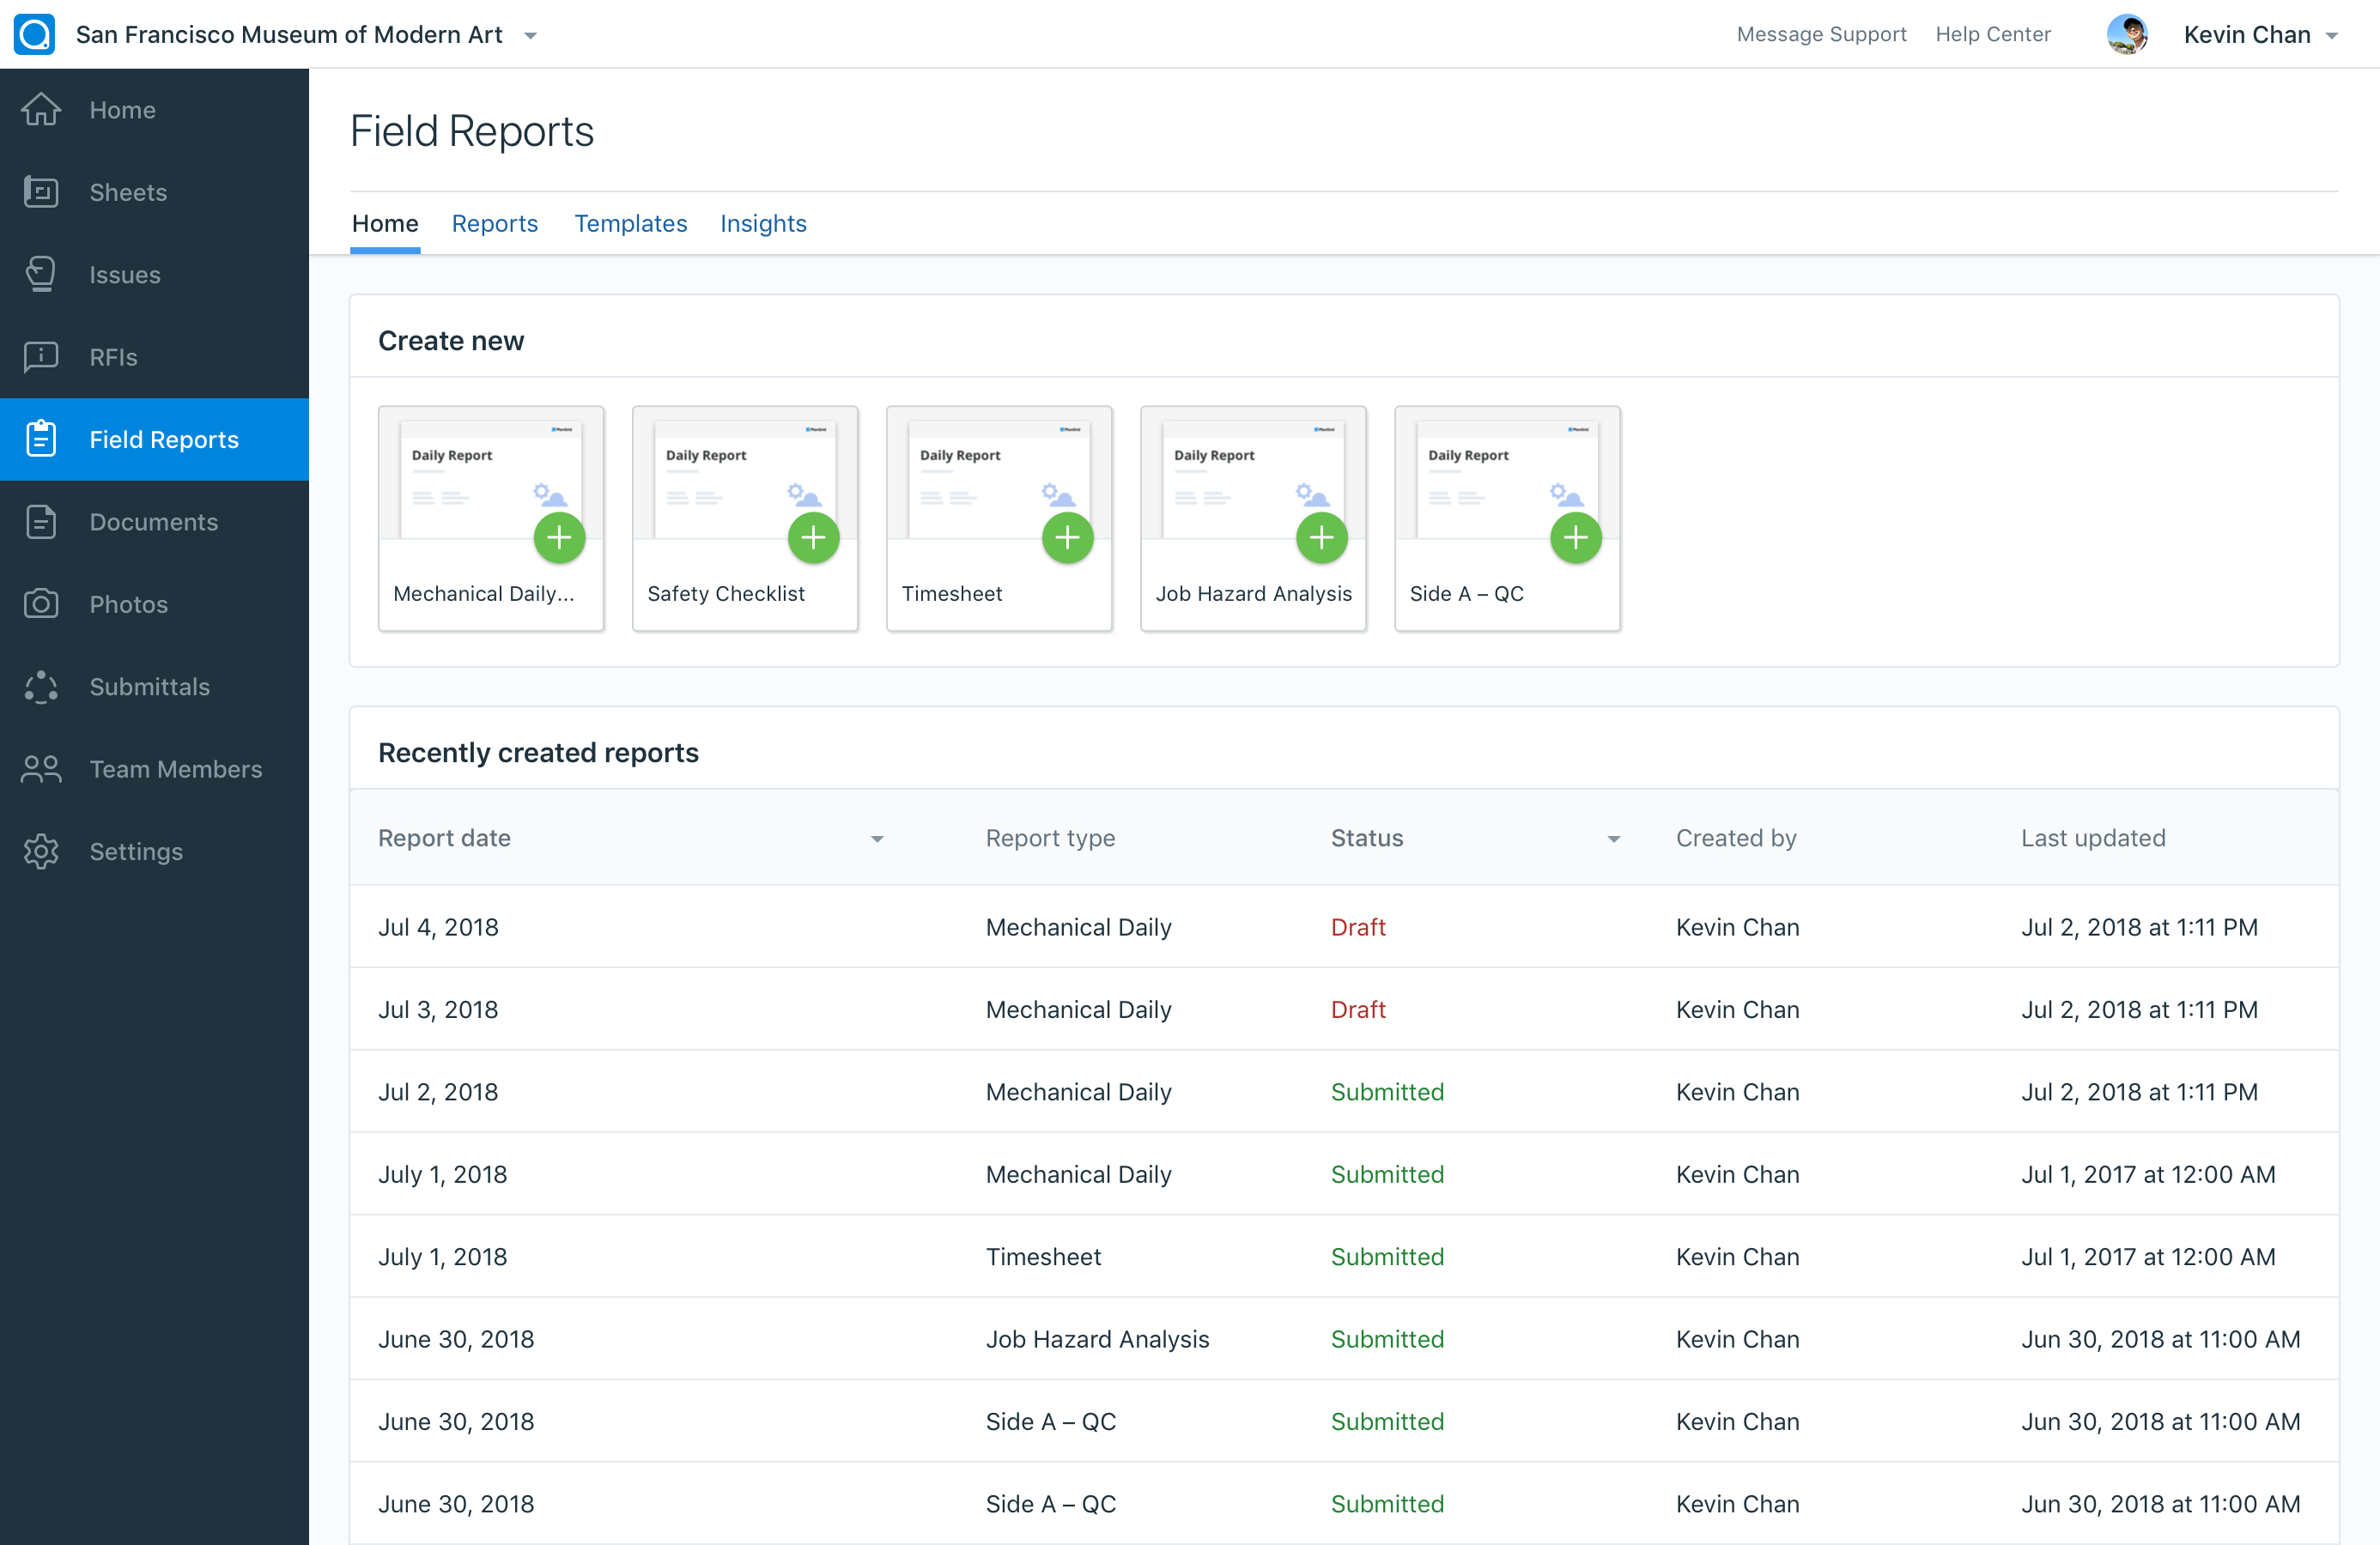 San Francisco Museum of Modern Art
Message Support
Help Center
Kevin Chan
Home
Sheets
Issues
RFIs
Field Reports
Documents
Photos
Submittals
Team Members
Settings
Field Reports
Home Reports Templates Insights
Create new
Daily Report
Mechanical Daily...
Daily Report
Safety Checklist
Daily Report
Timesheet
Daily Report
Job Hazard Analysis
Daily Report
Side A – QC
Recently created reports
Report date Report type Status Created by Last updated
Jul 4, 2018 Mechanical Daily Draft Kevin Chan Jul 2, 2018 at 1:11 PM
Jul 3, 2018 Mechanical Daily Draft Kevin Chan Jul 2, 2018 at 1:11 PM
Jul 2, 2018 Mechanical Daily Submitted Kevin Chan Jul 2, 2018 at 1:11 PM
July 1, 2018 Mechanical Daily Submitted Kevin Chan Jul 1, 2017 at 12:00 AM
July 1, 2018 Timesheet Submitted Kevin Chan Jul 1, 2017 at 12:00 AM
June 30, 2018 Job Hazard Analysis Submitted Kevin Chan Jun 30, 2018 at 11:00 AM
June 30, 2018 Side A – QC Submitted Kevin Chan Jun 30, 2018 at 11:00 AM
June 30, 2018 Side A – QC Submitted Kevin Chan Jun 30, 2018 at 11:00 AM